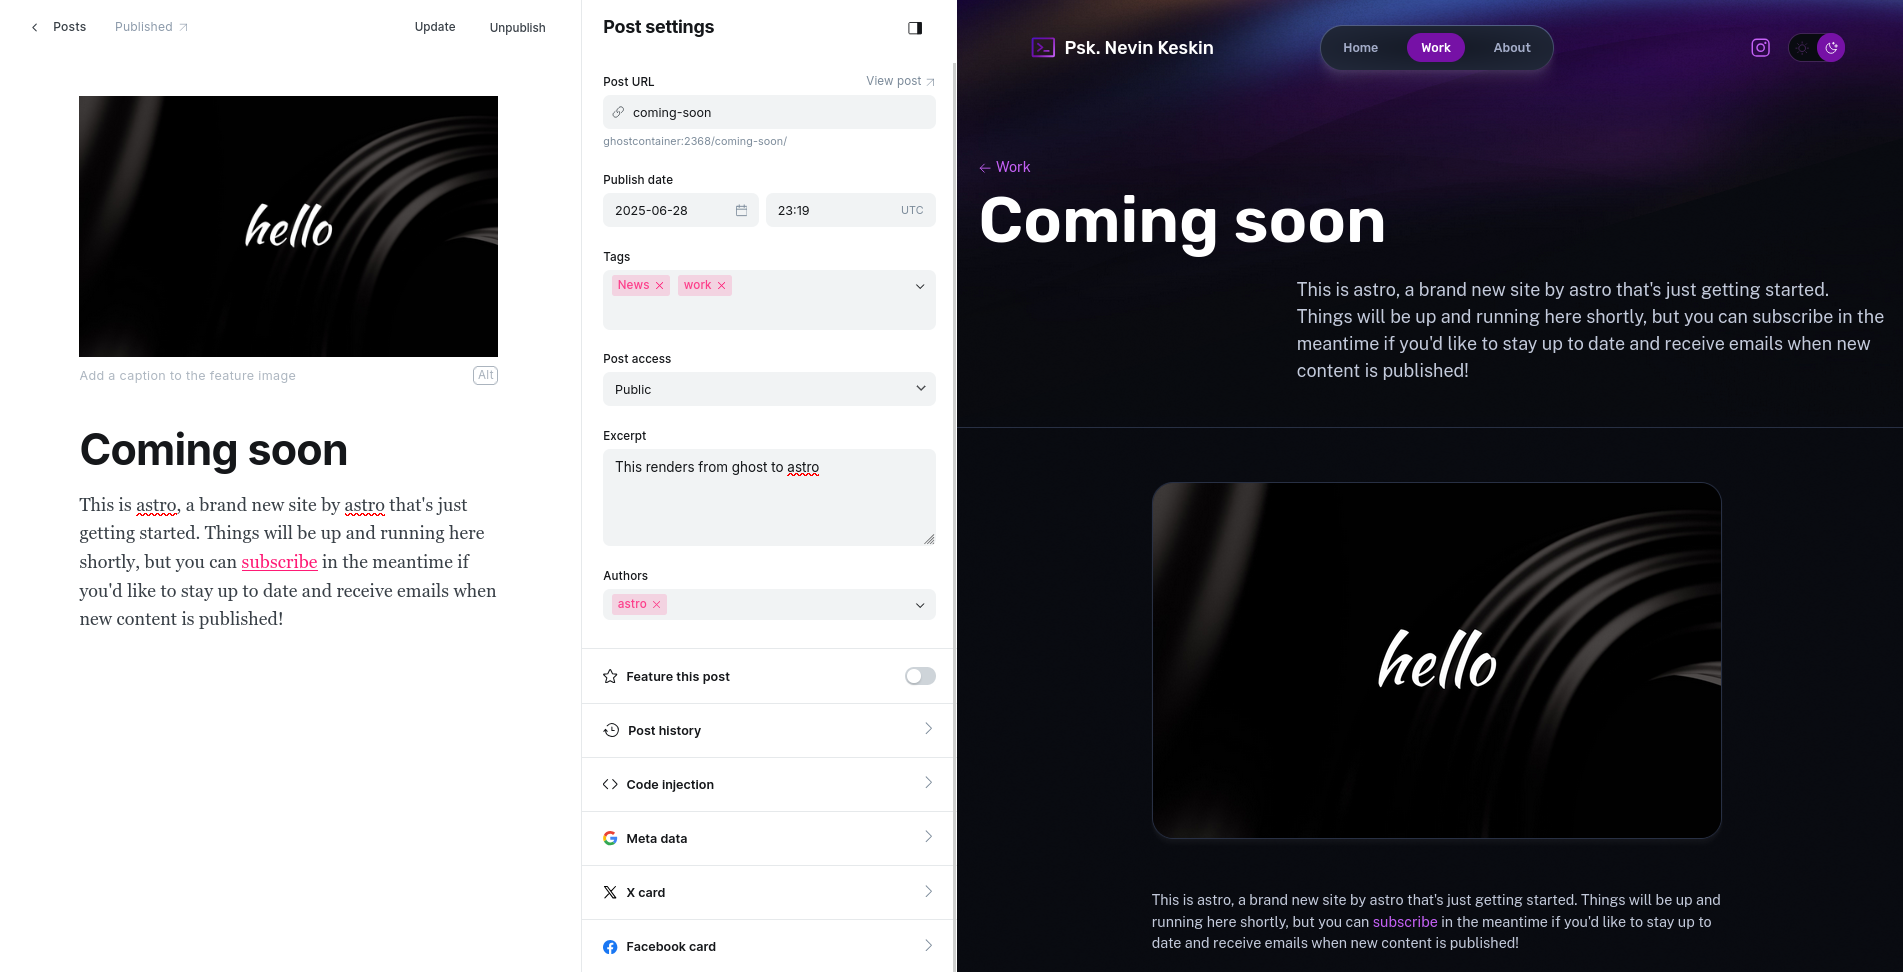 Posts
Published
Update
Unpublish
hello
Add a caption to the feature image
Alt
Coming soon
This is astro, a brand new site by astro that's just
getting started. Things will be up and running here
shortly, but you can subscribe in the meantime if
you'd like to stay up to date and receive emails when
new content is published!
Post settings
Post URL
View post
coming-soon
ghostcontainer:2368/coming-soon/
Publish date
2025-06-28
23:19
UTC
Tags
News
work
Post access
Public
Excerpt
This renders from ghost to astro
Authors
astro
Feature this post
Post history
Code injection
Meta data
X card
Facebook card
Psk. Nevin Keskin
Home
Work
About
← Work
Coming soon
This is astro, a brand new site by astro that's just getting started.
Things will be up and running here shortly, but you can subscribe in the
meantime if you'd like to stay up to date and receive emails when new
content is published!
hello
This is astro, a brand new site by astro that's just getting started. Things will be up and
running here shortly, but you can subscribe in the meantime if you'd like to stay up to
date and receive emails when new content is published!